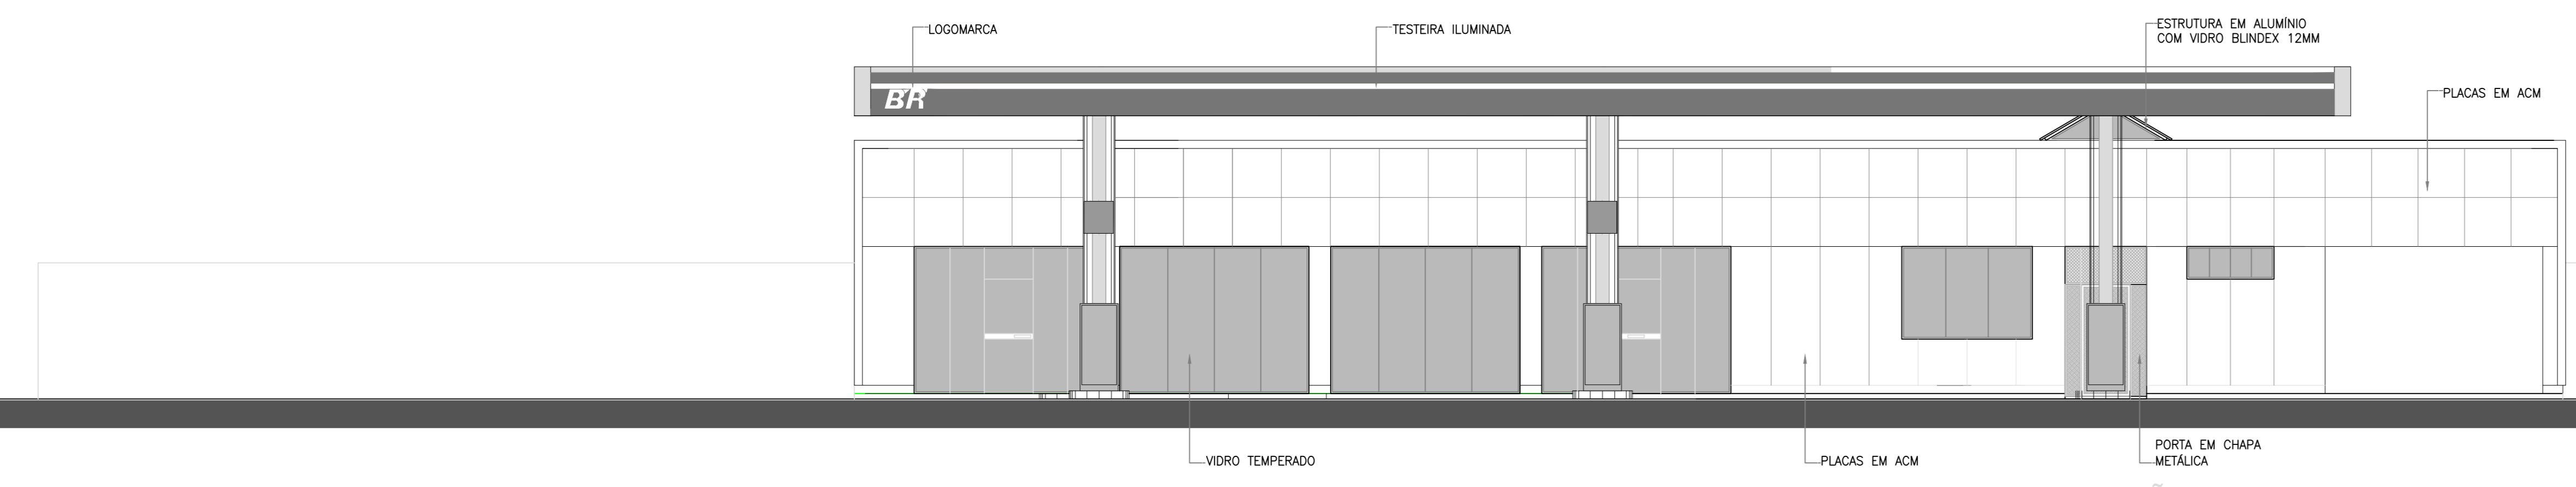 LOGOMARCA
TESTEIRA ILUMINADA
ESTRUTURA EM ALUMÍNIO
COM VIDRO BLINDEX 12MM
PLACAS EM ACM
BR
VIDRO TEMPERADO
PLACAS EM ACM
PORTA EM CHAPA
METÁLICA